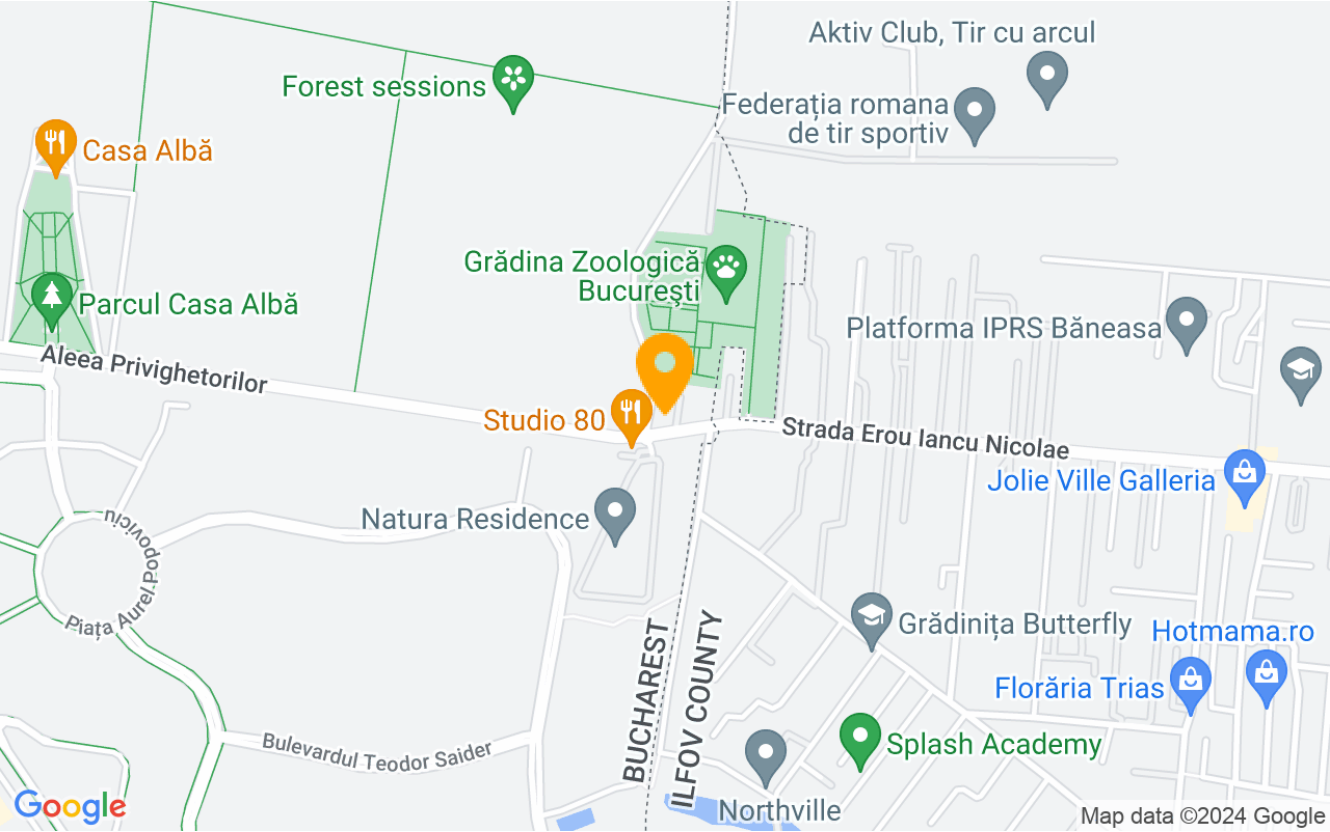 Aktiv Club, Tir cu arcul
Forest sessions
Federația romana
de tir sportiv
Casa Albă
Grădina Zoologică
București
Parcul Casa Albă
Platforma IPRS Băneasa
Aleea Privighetorilor
Studio 80
Strada Erou Iancu Nicolae
Jolie Ville Galleria
Natura Residence
Piața Aurel Popoviciu
Grădinița Butterfly
Hotmama.ro
BUCHAREST
ILFOV COUNTY
Florăria Trias
Bulevardul Teodor Saider
Splash Academy
Northville
Google
Map data ©2024 Google